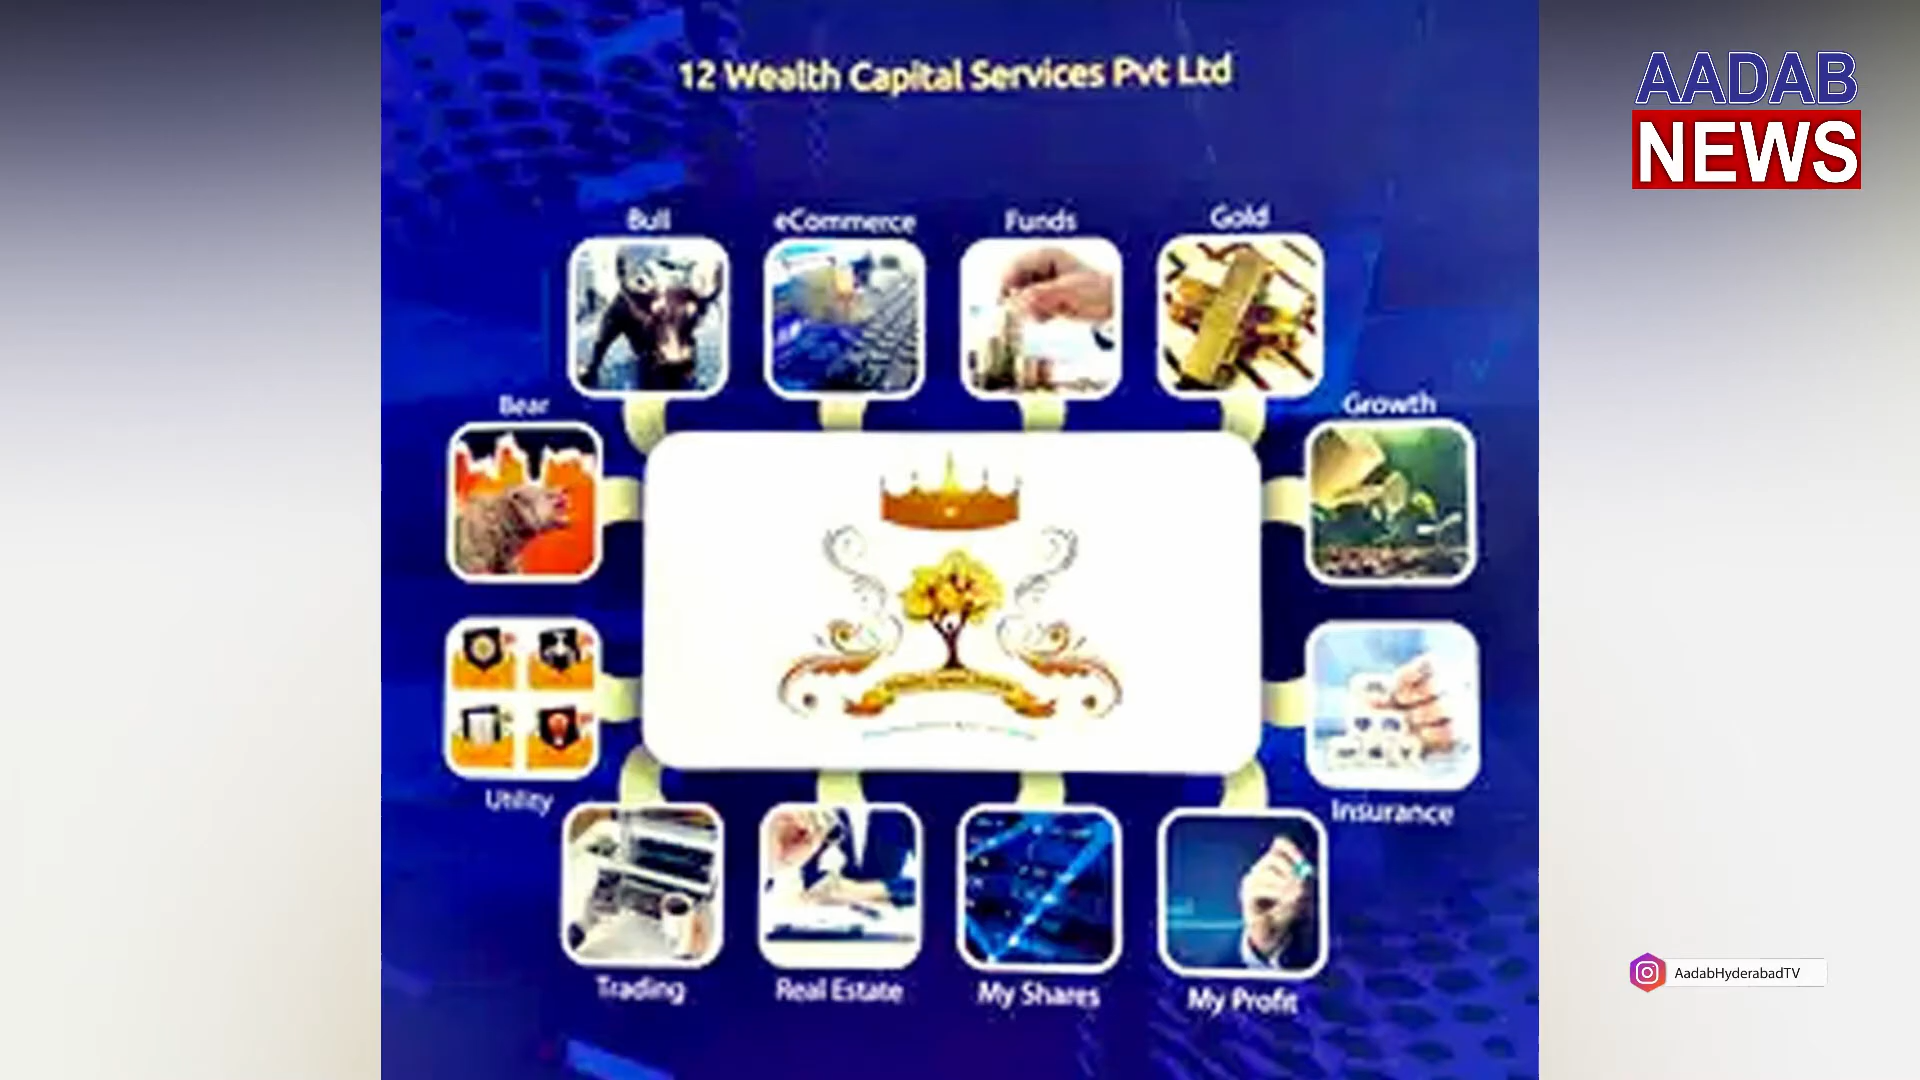 12 Wealth Capital Services Pvt Ltd
AADAB
NEWS
Bull
eCommerce
Funds
Gold
Bear
Growth
Utility
Insurance
Trading
Real Estate
My Shares
My Profit
AadabHyderabadTV